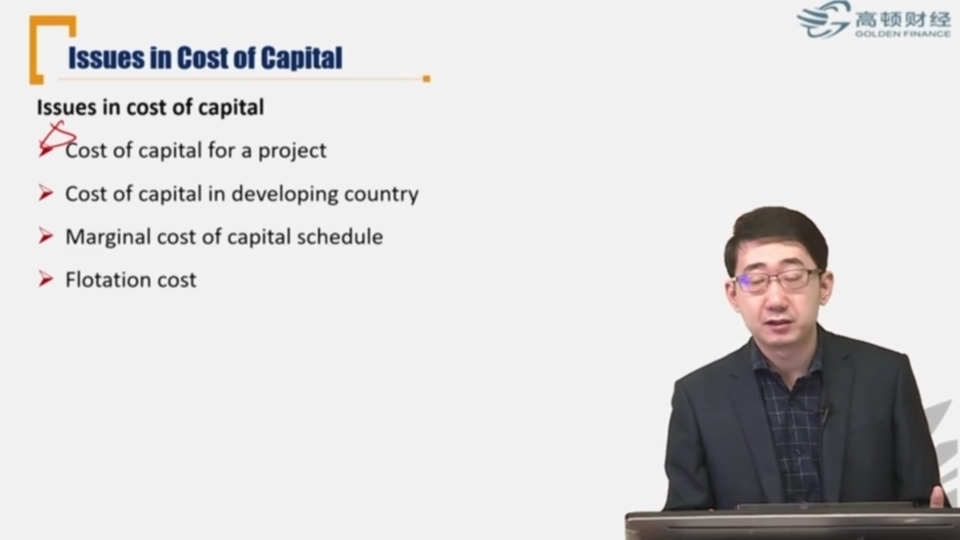 Issues in Cost of Capital
高顿财经
GOLDEN FINANCE
Issues in cost of capital
Cost of capital for a project
Cost of capital in developing country
Marginal cost of capital schedule
Flotation cost